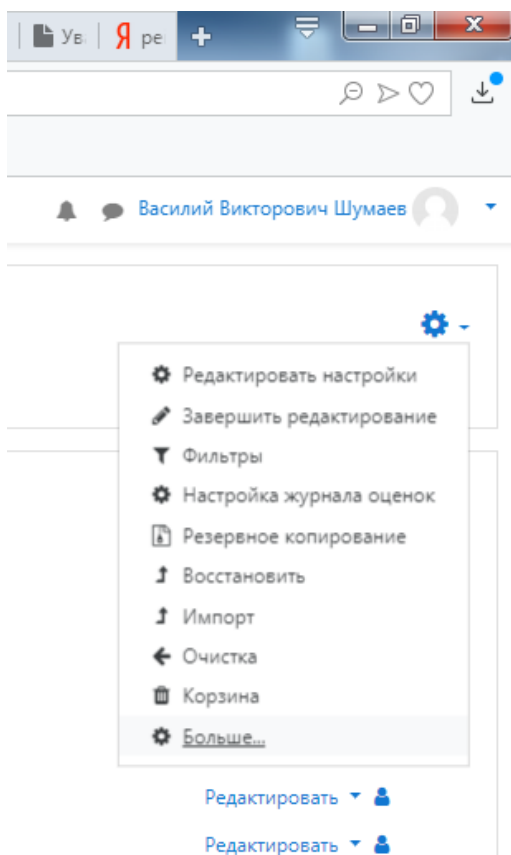 Ув Я ре
Василий Викторович Шумаев
Редактировать настройки
Завершить редактирование
Фильтры
Настройка журнала оценок
Резервное копирование
Восстановить
Импорт
Очистка
Корзина
Больше...
Редактировать
Редактировать